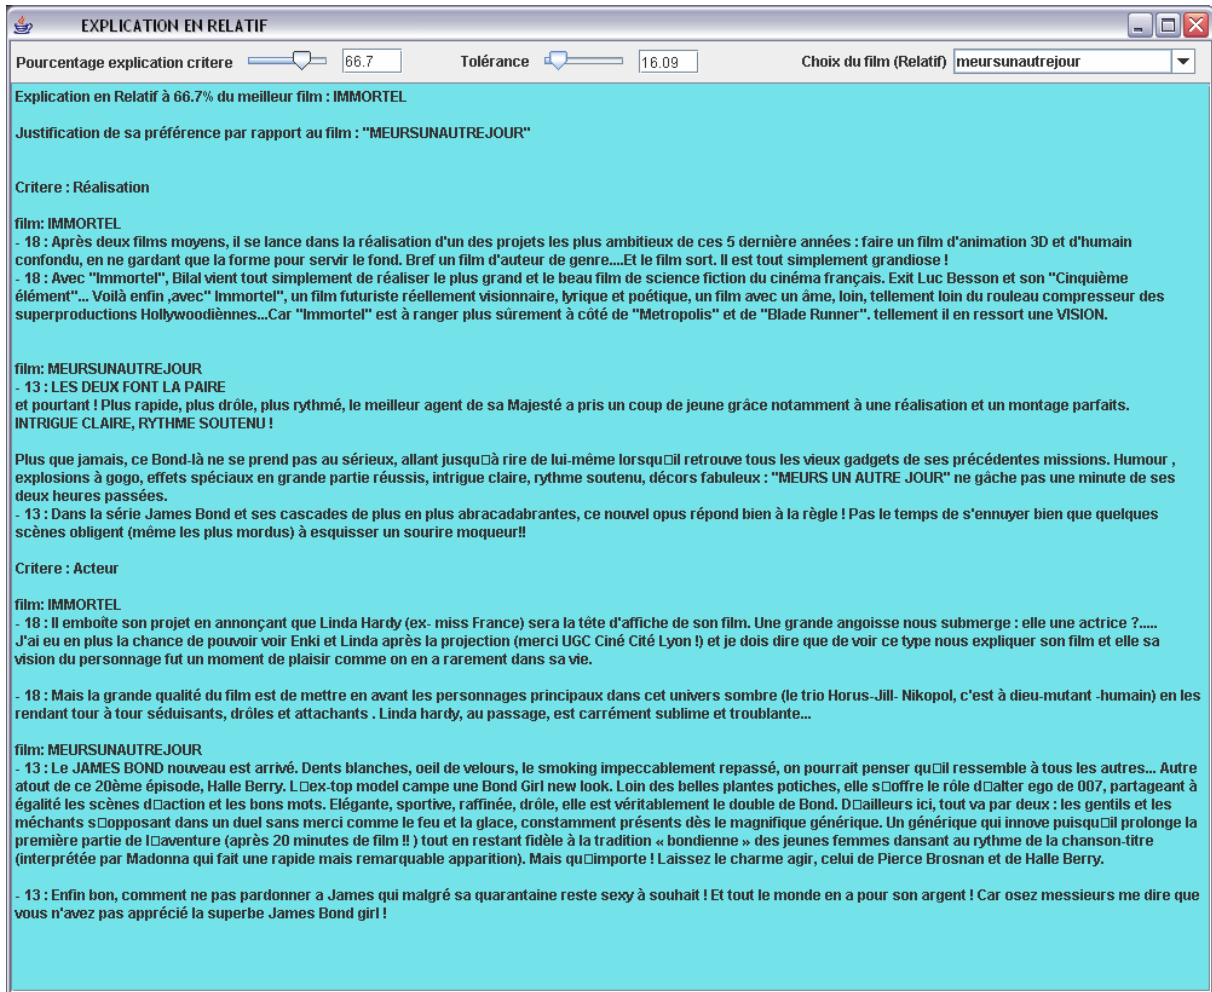 EXPLICATION EN RELATIF
Pourcentage explication critere 66.7 Tolérance 16.09 Choix du film (Relatif) meursunautrejour
Explication en Relatif à 66.7% du meilleur film : IMMORTEL
Justification de sa préférence par rapport au film : "MEURSUNAUTREJOUR"
Critere : Réalisation
film: IMMORTEL
- 18 : Après deux films moyens, il se lance dans la réalisation d'un des projets les plus ambitieux de ces 5 dernière années : faire un film d'animation 3D et d'humain
confondu, en ne gardant que la forme pour servir le fond. Bref un film d'auteur de genre....Et le film sort. Il est tout simplement grandiose !
- 18 : Avec "Immortel", Bilal vient tout simplement de réaliser le plus grand et le beau film de science fiction du cinéma français. Exit Luc Besson et son "Cinquième
élément"... Voilà enfin ,avec" Immortel", un film futuriste réellement visionnaire, lyrique et poétique, un film avec un âme, loin, tellement loin du rouleau compresseur des
superproductions Hollywoodiènnes...Car "Immortel" est à ranger plus sûrement à côté de "Metropolis" et de "Blade Runner". tellement il en ressort une VISION.
film: MEURSUNAUTREJOUR
- 13 : LES DEUX FONT LA PAIRE
et pourtant ! Plus rapide, plus drôle, plus rythmé, le meilleur agent de sa Majesté a pris un coup de jeune grâce notamment à une réalisation et un montage parfaits.
INTRIGUE CLAIRE, RYTHME SOUTENU !
Plus que jamais, ce Bond-là ne se prend pas au sérieux, allant jusqu□à rire de lui-même lorsqu□il retrouve tous les vieux gadgets de ses précédentes missions. Humour ,
explosions à gogo, effets spéciaux en grande partie réussis, intrigue claire, rythme soutenu, décors fabuleux : "MEURS UN AUTRE JOUR" ne gâche pas une minute de ses
deux heures passées.
- 13 : Dans la série James Bond et ses cascades de plus en plus abracadabrantes, ce nouvel opus répond bien à la règle ! Pas le temps de s'ennuyer bien que quelques
scènes obligent (même les plus mordus) à esquisser un sourire moqueur!!
Critere : Acteur
film: IMMORTEL
- 18 : Il emboîte son projet en annonçant que Linda Hardy (ex- miss France) sera la tête d'affiche de son film. Une grande angoisse nous submerge : elle une actrice ?.....
J'ai eu en plus la chance de pouvoir voir Enki et Linda après la projection (merci UGC Ciné Cité Lyon !) et je dois dire que de voir ce type nous expliquer son film et elle sa
vision du personnage fut un moment de plaisir comme on en a rarement dans sa vie.
- 18 : Mais la grande qualité du film est de mettre en avant les personnages principaux dans cet univers sombre (le trio Horus-Jill- Nikopol, c'est à dieu-mutant -humain) en les
rendant tour à tour séduisants, drôles et attachants . Linda hardy, au passage, est carrément sublime et troublante...
film: MEURSUNAUTREJOUR
- 13 : Le JAMES BOND nouveau est arrivé. Dents blanches, oeil de velours, le smoking impeccablement repassé, on pourrait penser qu□il ressemble à tous les autres... Autre
atout de ce 20ème épisode, Halle Berry. L□ex-top model campe une Bond Girl new look. Loin des belles plantes potiches, elle s□offre le rôle d□alter ego de 007, partageant à
égalité les scènes d□action et les bons mots. Elégante, sportive, raffinée, drôle, elle est véritablement le double de Bond. D□ailleurs ici, tout va par deux : les gentils et les
méchants s□opposant dans un duel sans merci comme le feu et la glace, constamment présents dès le magnifique générique. Un générique qui innove puisqu□il prolonge la
première partie de l□aventure (après 20 minutes de film !! ) tout en restant fidèle à la tradition « bondienne » des jeunes femmes dansant au rythme de la chanson-titre
(interprétée par Madonna qui fait une rapide mais remarquable apparition). Mais qu□importe ! Laissez le charme agir, celui de Pierce Brosnan et de Halle Berry.
- 13 : Enfin bon, comment ne pas pardonner a James qui malgré sa quarantaine reste sexy à souhait ! Et tout le monde en a pour son argent ! Car osez messieurs me dire que
vous n'avez pas apprécié la superbe James Bond girl !